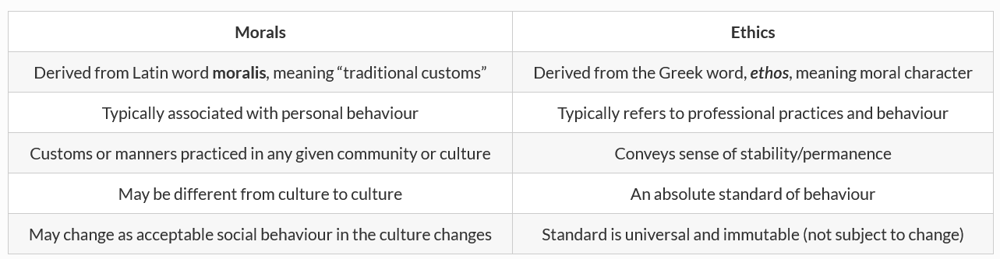 Morals
Ethics
Derived from Latin word moralis, meaning “traditional customs”
Derived from the Greek word, ethos, meaning moral character
Typically associated with personal behaviour
Typically refers to professional practices and behaviour
Customs or manners practiced in any given community or culture
Conveys sense of stability/permanence
May be different from culture to culture
An absolute standard of behaviour
May change as acceptable social behaviour in the culture changes
Standard is universal and immutable (not subject to change)